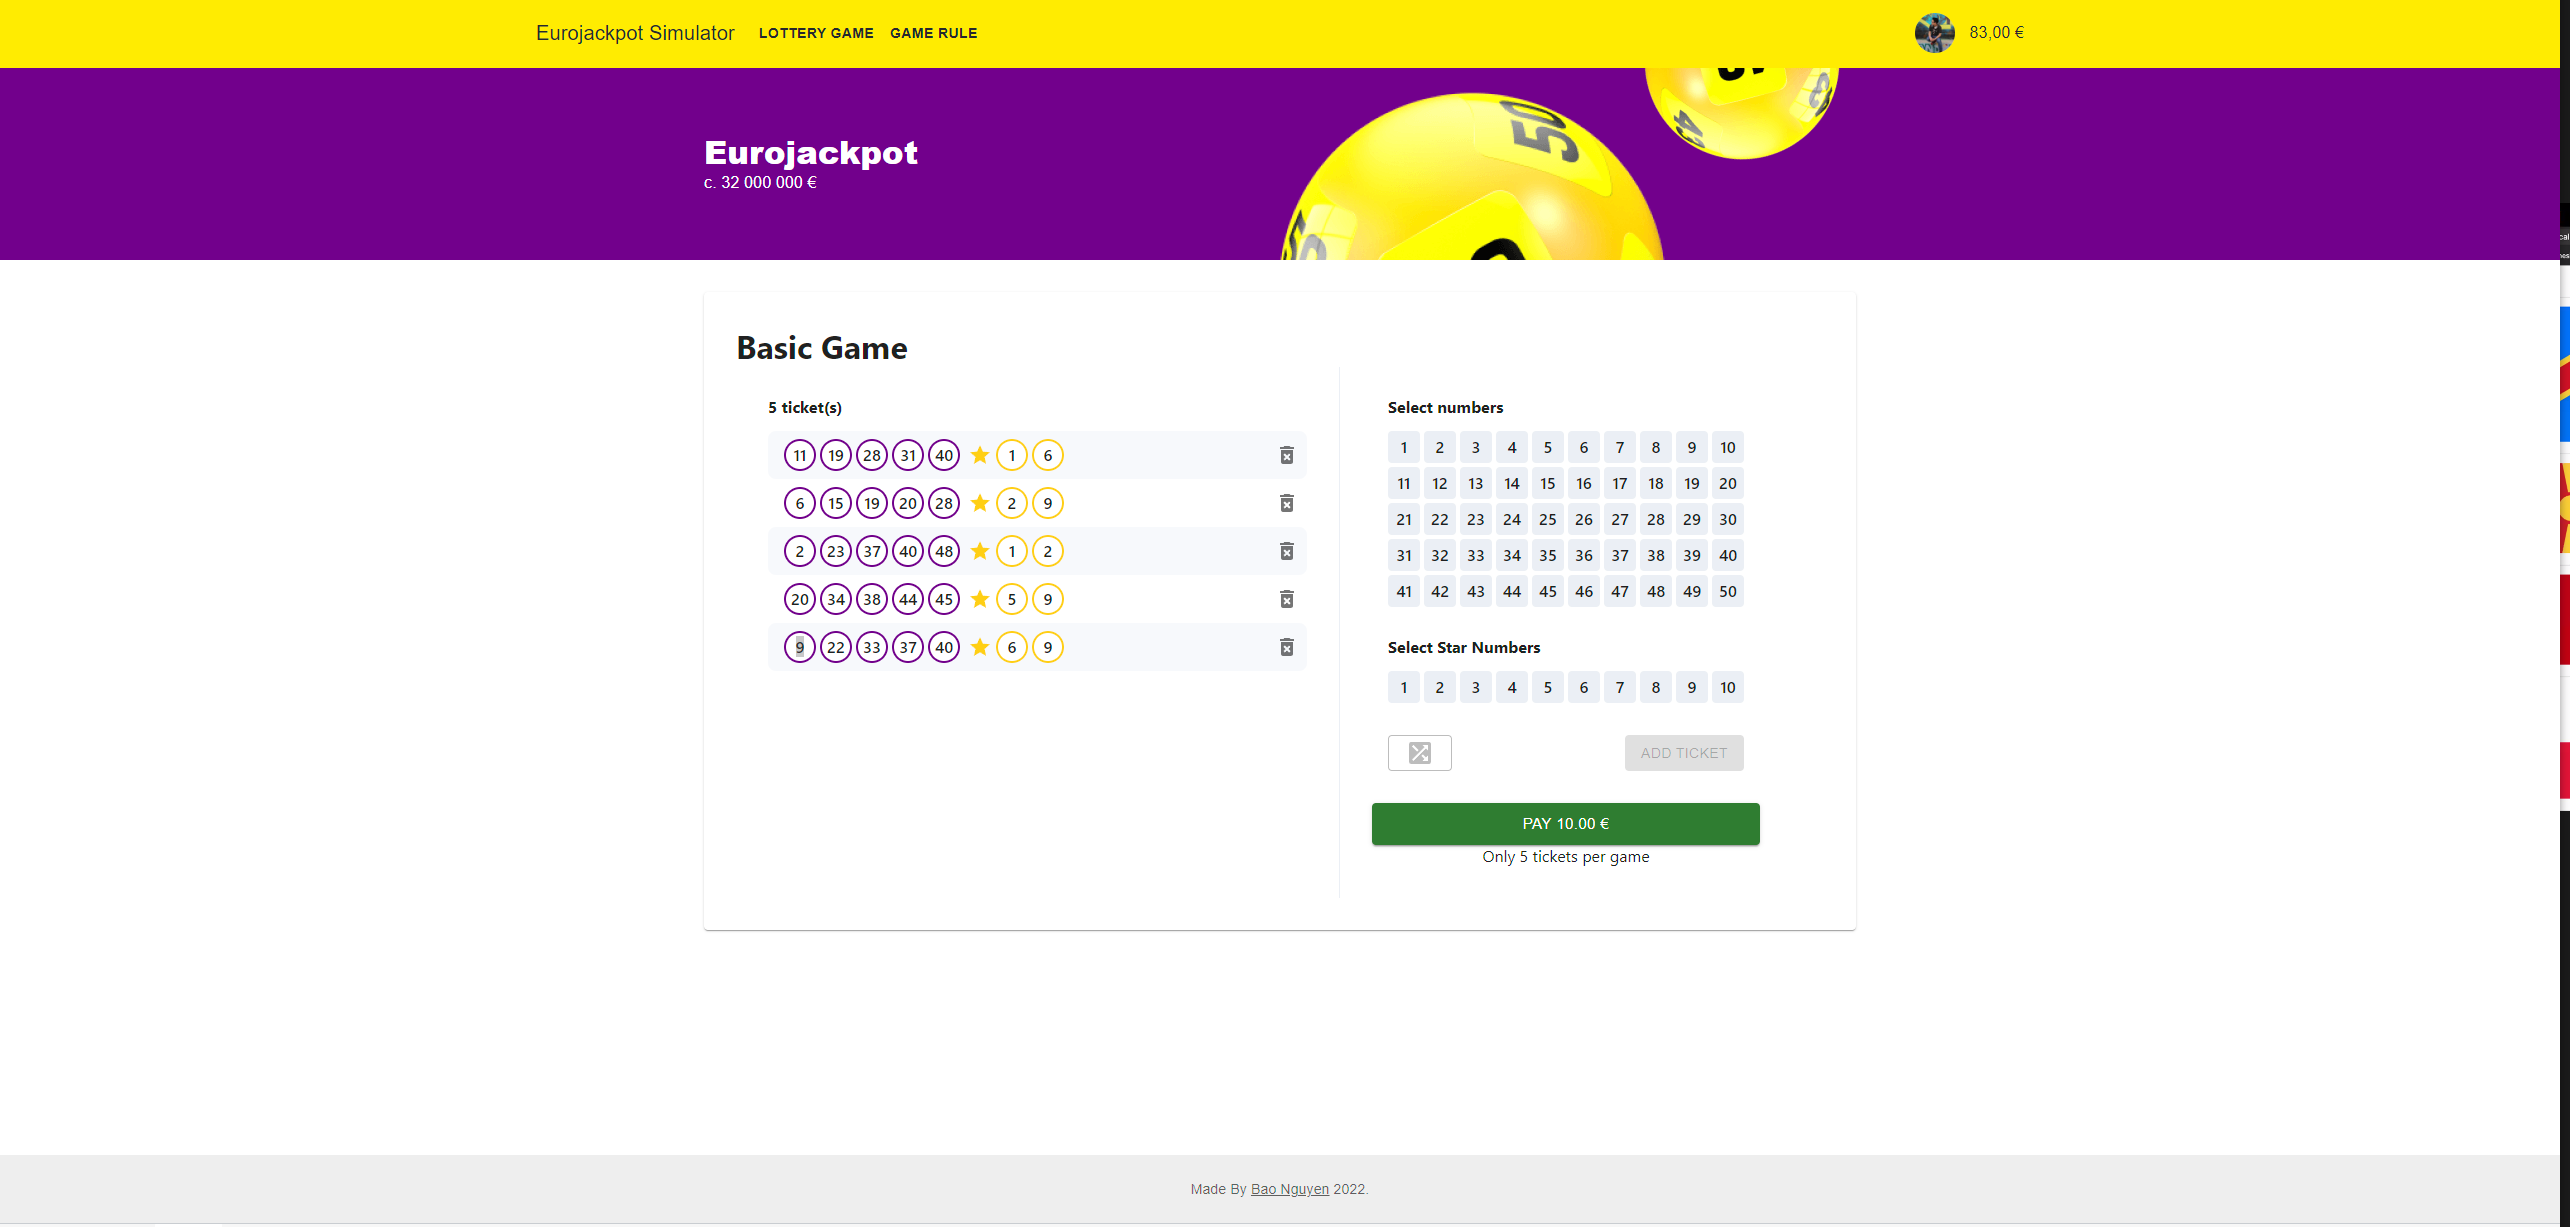 Eurojackpot Simulator LOTTERY GAME GAME RULE 83,00 €
50
43
Eurojackpot
c. 32 000 000 €
Basic Game
5 ticket(s)
11 19 28 31 40 1 6
6 15 19 20 28 2 9
2 23 37 40 48 1 2
20 34 38 44 45 5 9
9 22 33 37 40 6 9
Select numbers
1 2 3 4 5 6 7 8 9 10
11 12 13 14 15 16 17 18 19 20
21 22 23 24 25 26 27 28 29 30
31 32 33 34 35 36 37 38 39 40
41 42 43 44 45 46 47 48 49 50
Select Star Numbers
1 2 3 4 5 6 7 8 9 10
ADD TICKET
PAY 10.00 €
Only 5 tickets per game
Made By Bao Nguyen 2022.